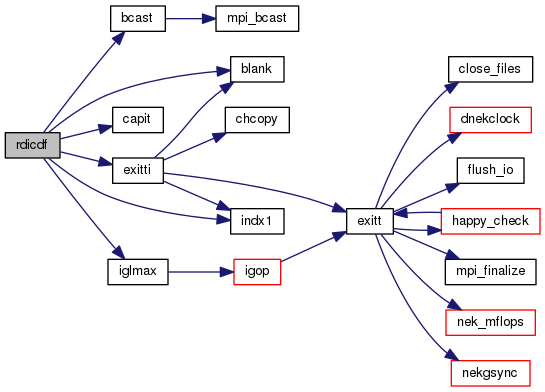 rdicdf
bcast
mpi_bcast
blank
capit
chcopy
exitti
indx1
iglmax
igop
exitt
close_files
dnekclock
flush_io
happy_check
mpi_finalize
nek_mflops
nekgsync